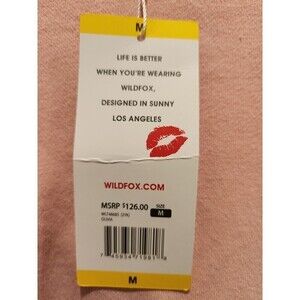 M
LIFE IS BETTER
WHEN YOU'RE WEARING
WILDFOX,
DESIGNED IN SUNNY
LOS ANGELES
WILDFOX.COM
MSRP $126.00
SIZE
M
M